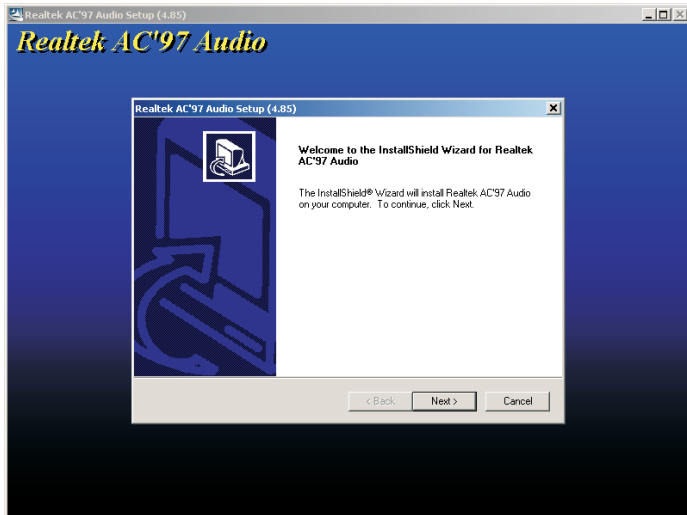 Realtek AC'97 Audio Setup (4.85)
Realtek AC'97 Audio
Realtek AC'97 Audio Setup (4.85)
Welcome to the InstallShield Wizard for Realtek
AC'97 Audio
The InstallShield® Wizard will install Realtek AC'97 Audio
on your computer. To continue, click Next.
< Back
Next >
Cancel